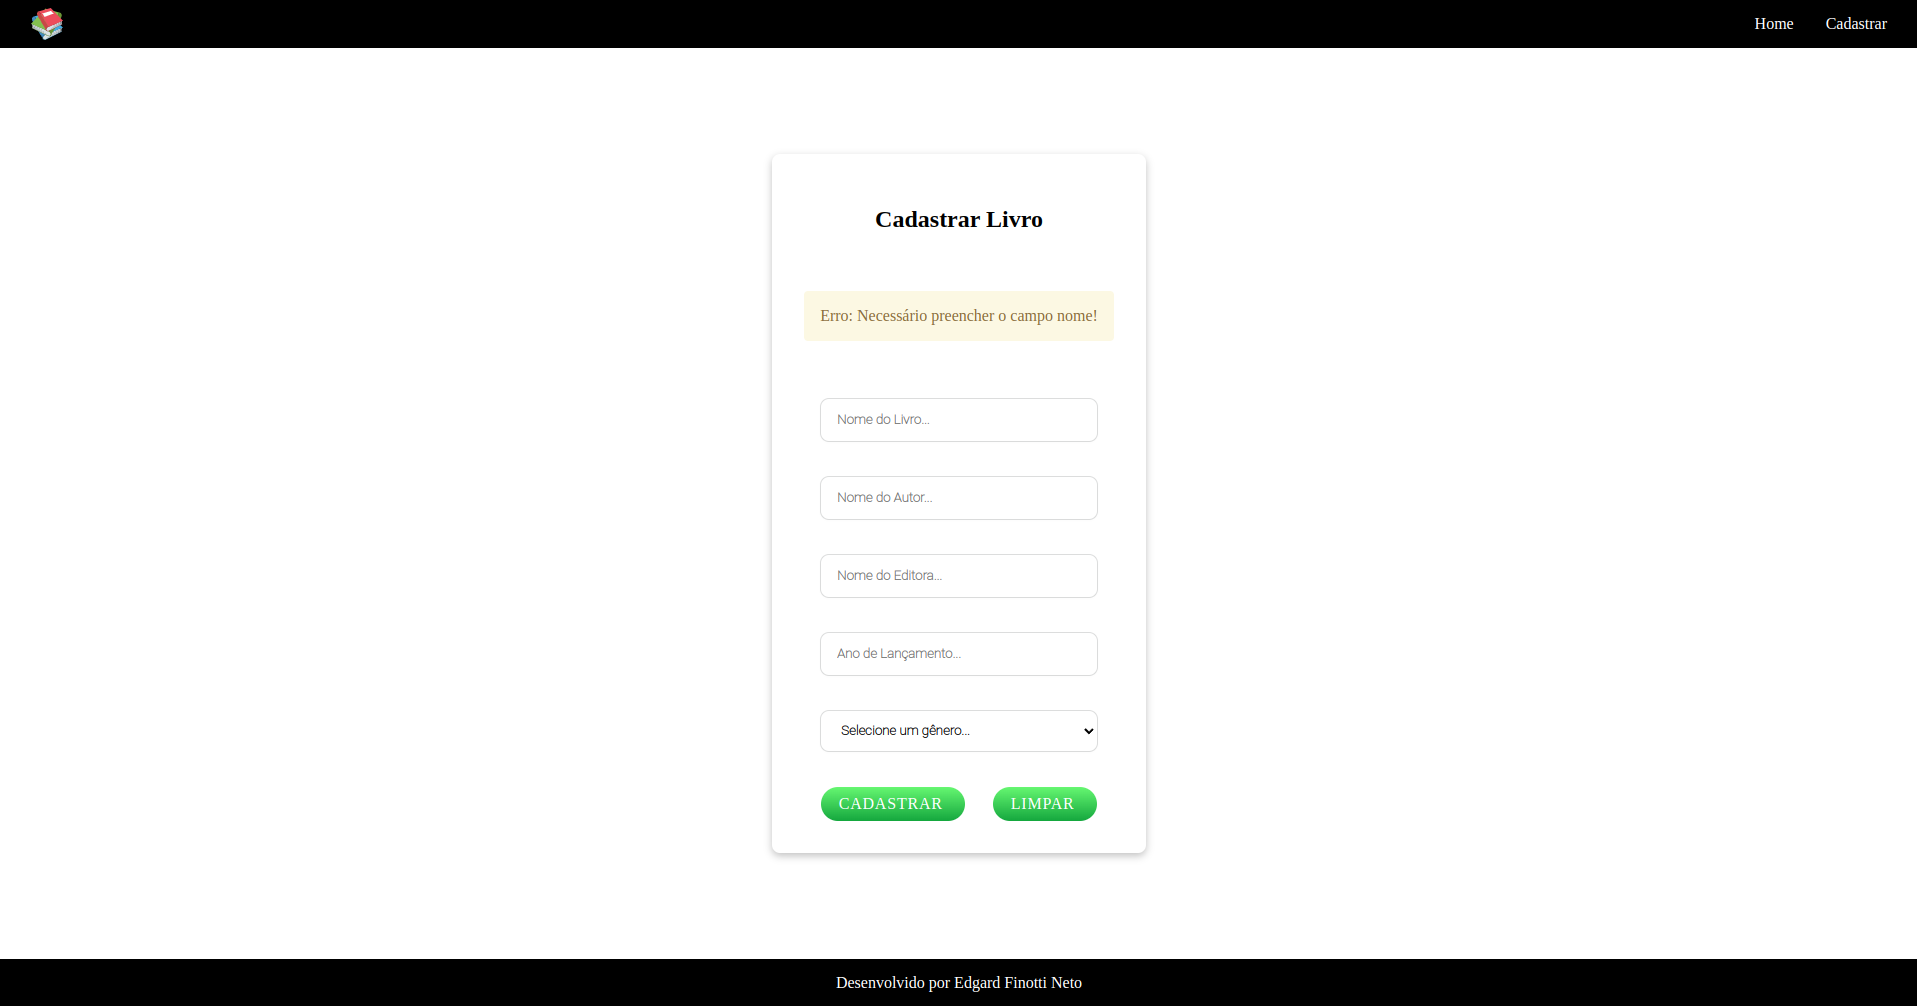 Home
Cadastrar
Cadastrar Livro
Erro: Necessário preencher o campo nome!
Nome do Livro...
Nome do Autor...
Nome do Editora...
Ano de Lançamento...
Selecione um gênero...
CADASTRAR
LIMPAR
Desenvolvido por Edgard Finotti Neto